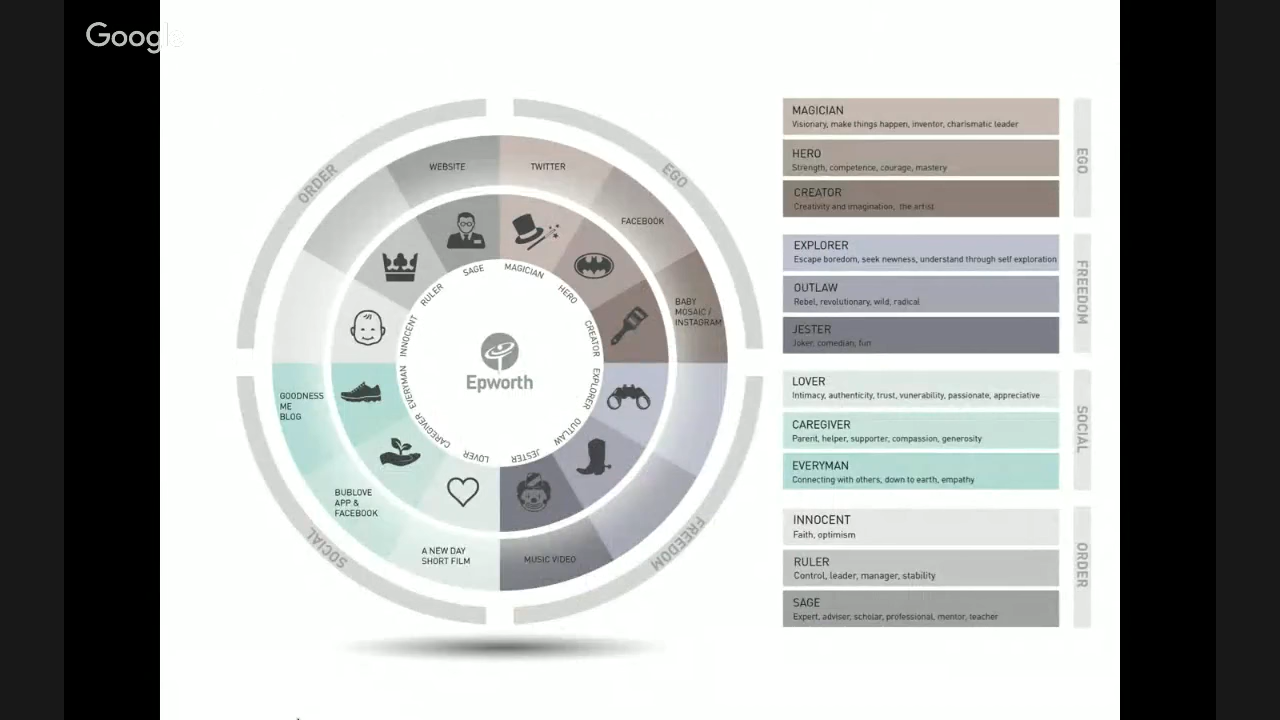 Google
ORDER
EGO
WEBSITE
TWITTER
FACEBOOK
BABY
MOSAIC /
INSTAGRAM
SAGE
MAGICIAN
RULER
HERO
INNOCENT
CREATOR
EVERYMAN
EXPLORER
CAREGIVER
OUTLAW
LOVER
JESTER
Epworth
GOODNESS
ME
BLOG
BUBLOVE
APP &
FACEBOOK
A NEW DAY
SHORT FILM
MUSIC VIDEO
SOCIAL
FREEDOM
MAGICIAN
Visionary, make things happen, inventor, charismatic leader
HERO
Strength, competence, courage, mastery
CREATOR
Creativity and imagination, the artist
EGO
EXPLORER
Escape boredom, seek newness, understand through self exploration
OUTLAW
Rebel, revolutionary, wild, radical
JESTER
Joker, comedian, fun
FREEDOM
LOVER
Intimacy, authenticity, trust, vunerability, passionate, appreciative
CAREGIVER
Parent, helper, supporter, compassion, generosity
EVERYMAN
Connecting with others, down to earth, empathy
SOCIAL
INNOCENT
Faith, optimism
RULER
Control, leader, manager, stability
SAGE
Expert, adviser, scholar, professional, mentor, teacher
ORDER